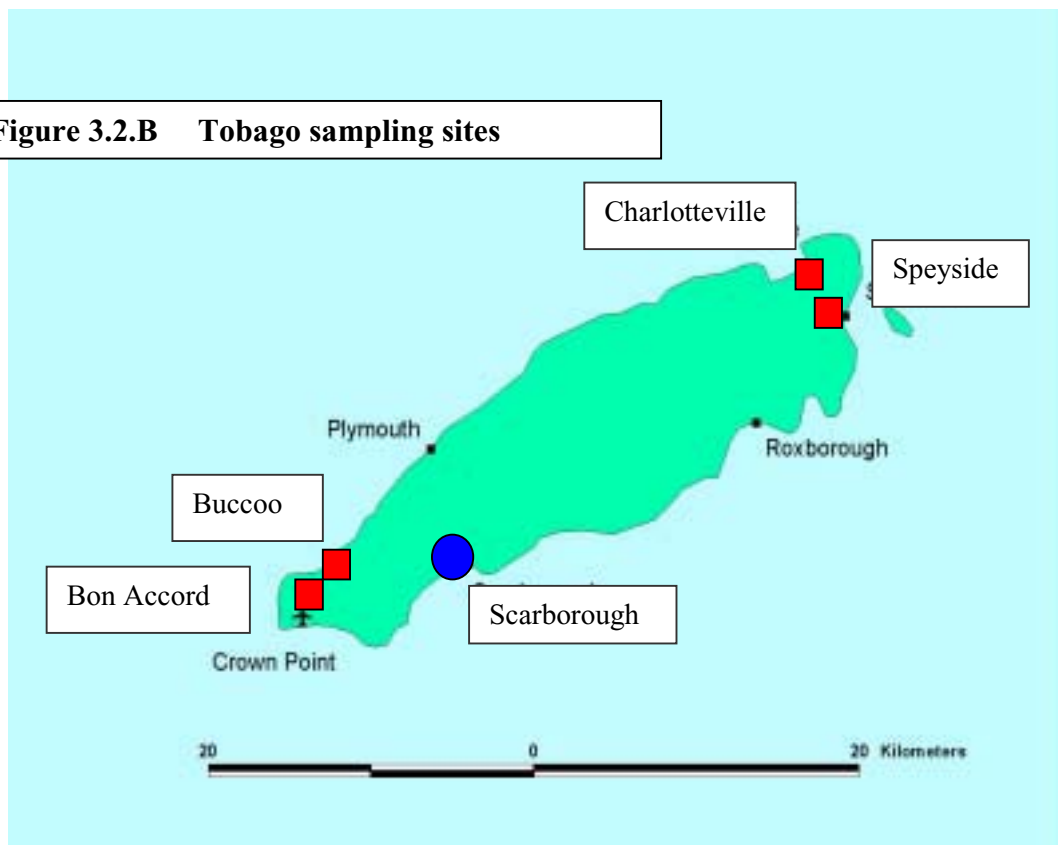 Figure 3.2.B Tobago sampling sites
Charlotteville
Speyside
Plymouth
Roxborough
Buccoo
Bon Accord
Scarborough
Crown Point
20 0 20 Kilometers